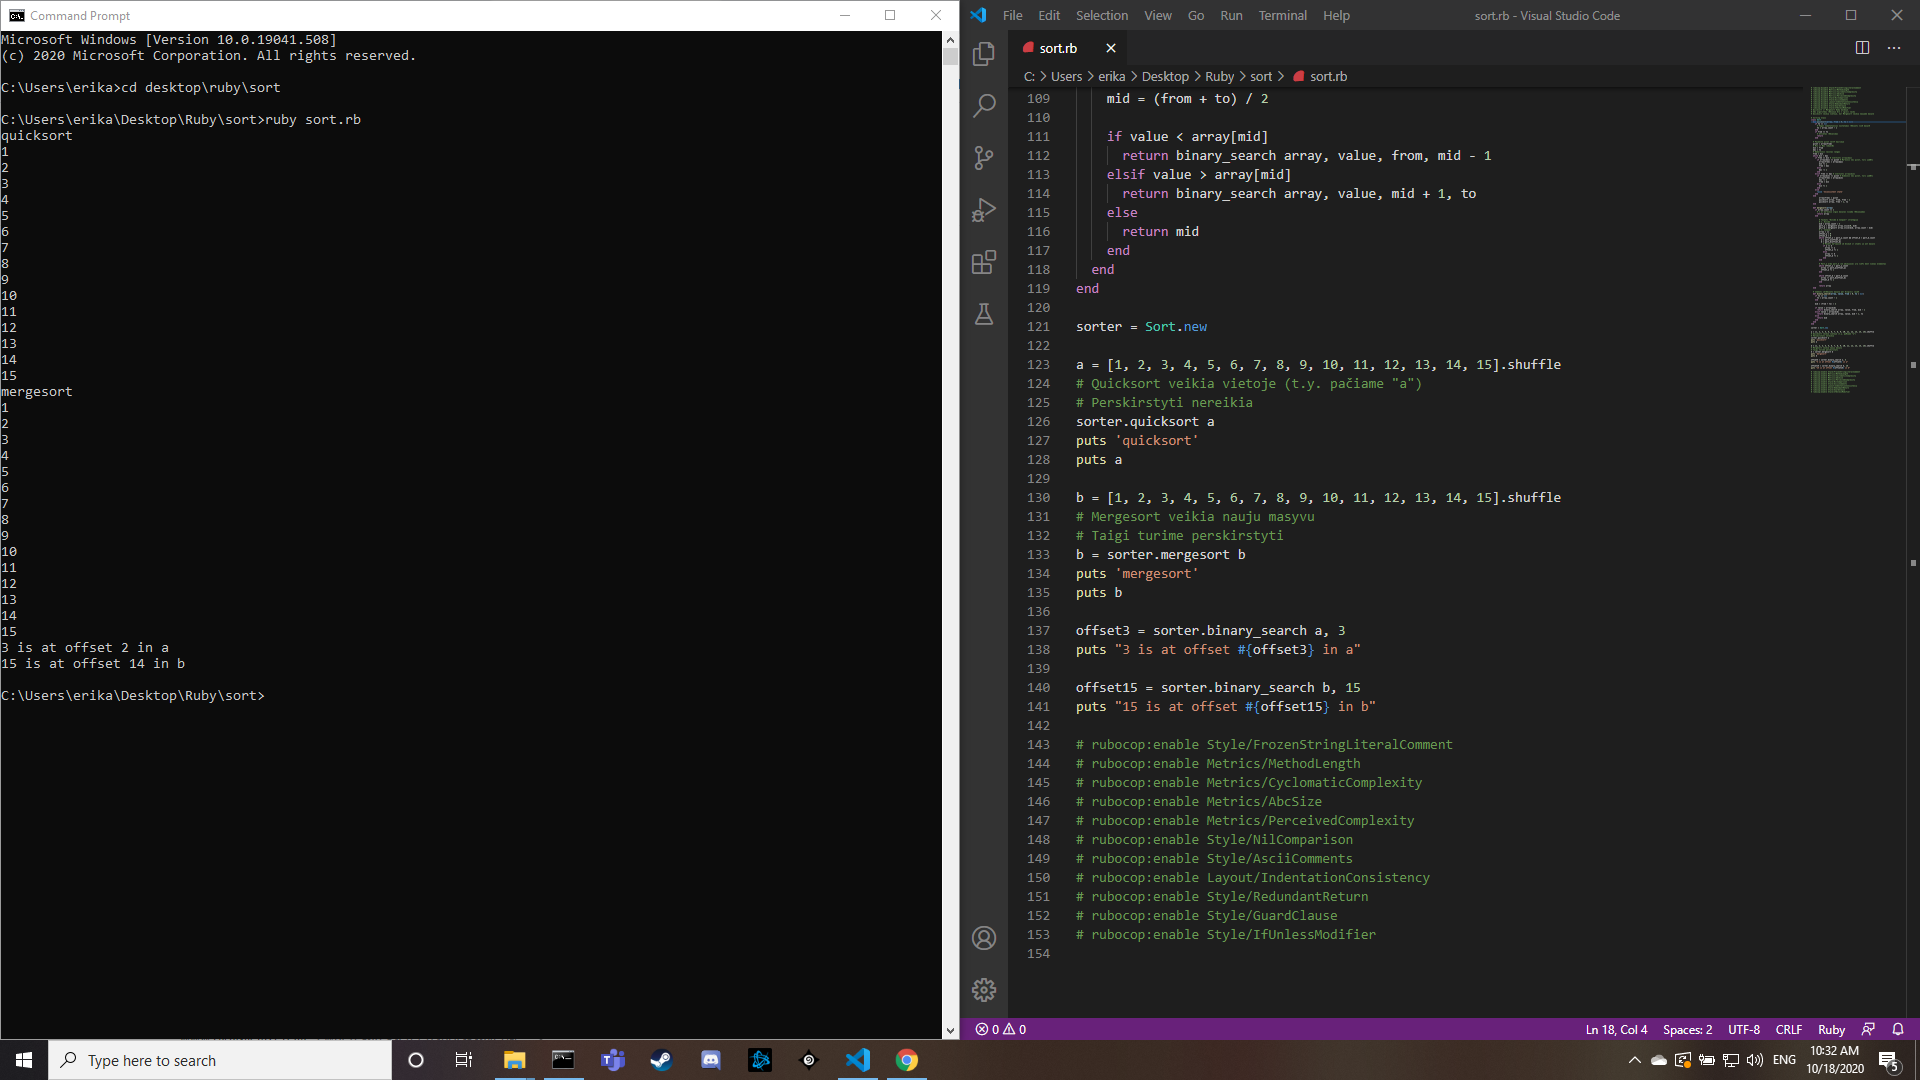 Command Prompt
Microsoft Windows [Version 10.0.19041.508]
(c) 2020 Microsoft Corporation. All rights reserved.
C:\Users\erika>cd desktop\ruby\sort
C:\Users\erika\Desktop\Ruby\sort>ruby sort.rb
quicksort
1
2
3
4
5
6
7
8
9
10
11
12
13
14
15
mergesort
1
2
3
4
5
6
7
8
9
10
11
12
13
14
15
3 is at offset 2 in a
15 is at offset 14 in b
C:\Users\erika\Desktop\Ruby\sort>
File Edit Selection View Go Run Terminal Help
sort.rb - Visual Studio Code
sort.rb
C: > Users > erika > Desktop > Ruby > sort > sort.rb
109 mid = (from + to) / 2
110
111 if value < array[mid]
112 return binary_search array, value, from, mid - 1
113 elsif value > array[mid]
114 return binary_search array, value, mid + 1, to
115 else
116 return mid
117 end
118 end
119 end
120
121 sorter = Sort.new
122
123 a = [1, 2, 3, 4, 5, 6, 7, 8, 9, 10, 11, 12, 13, 14, 15].shuffle
124 # Quicksort veikia vietoje (t.y. pačiame "a")
125 # Perskirstyti nereikia
126 sorter.quicksort a
127 puts 'quicksort'
128 puts a
129
130 b = [1, 2, 3, 4, 5, 6, 7, 8, 9, 10, 11, 12, 13, 14, 15].shuffle
131 # Mergesort veikia nauju masyvu
132 # Taigi turime perskirstyti
133 b = sorter.mergesort b
134 puts 'mergesort'
135 puts b
136
137 offset3 = sorter.binary_search a, 3
138 puts "3 is at offset #{offset3} in a"
139
140 offset15 = sorter.binary_search b, 15
141 puts "15 is at offset #{offset15} in b"
142
143 # rubocop:enable Style/FrozenStringLiteralComment
144 # rubocop:enable Metrics/MethodLength
145 # rubocop:enable Metrics/CyclomaticComplexity
146 # rubocop:enable Metrics/AbcSize
147 # rubocop:enable Metrics/PerceivedComplexity
148 # rubocop:enable Style/NilComparison
149 # rubocop:enable Style/AsciiComments
150 # rubocop:enable Layout/IndentationConsistency
151 # rubocop:enable Style/RedundantReturn
152 # rubocop:enable Style/GuardClause
153 # rubocop:enable Style/IfUnlessModifier
154
0 0
Ln 18, Col 4 Spaces: 2 UTF-8 CRLF Ruby
Type here to search
ENG
10:32 AM
10/18/2020
5